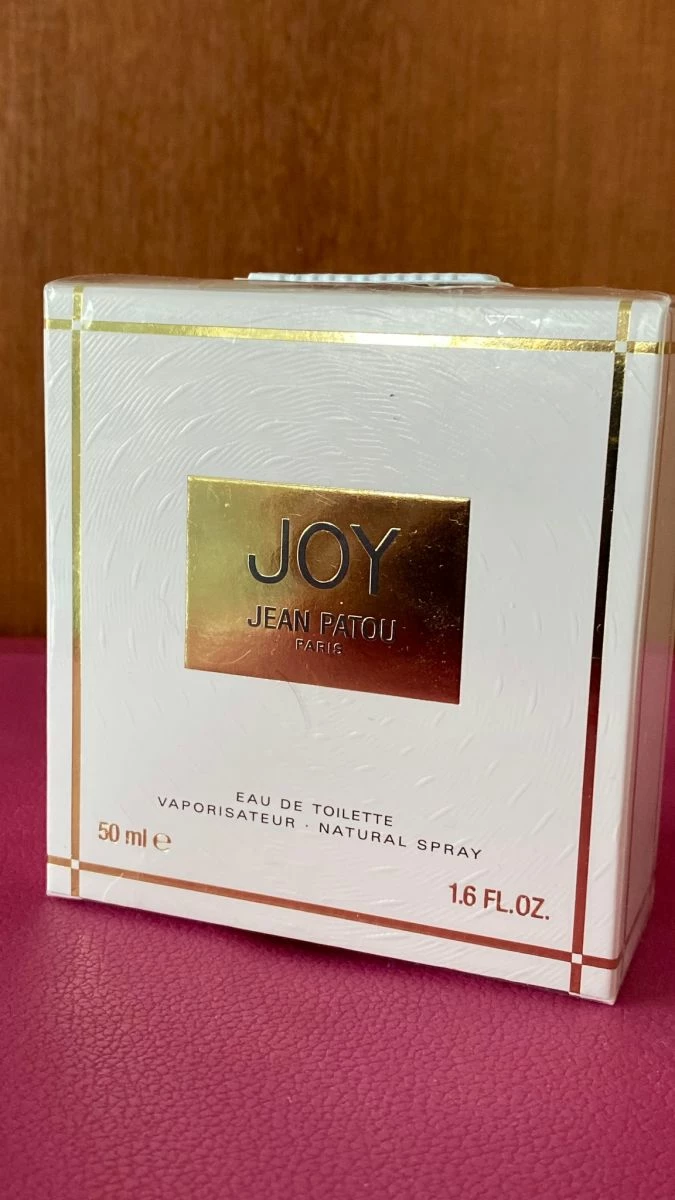 JOY
JEAN PATOU
PARIS
EAU DE TOILETTE
VAPORISATEUR · NATURAL SPRAY
50 ml ℮
1.6 FL.OZ.